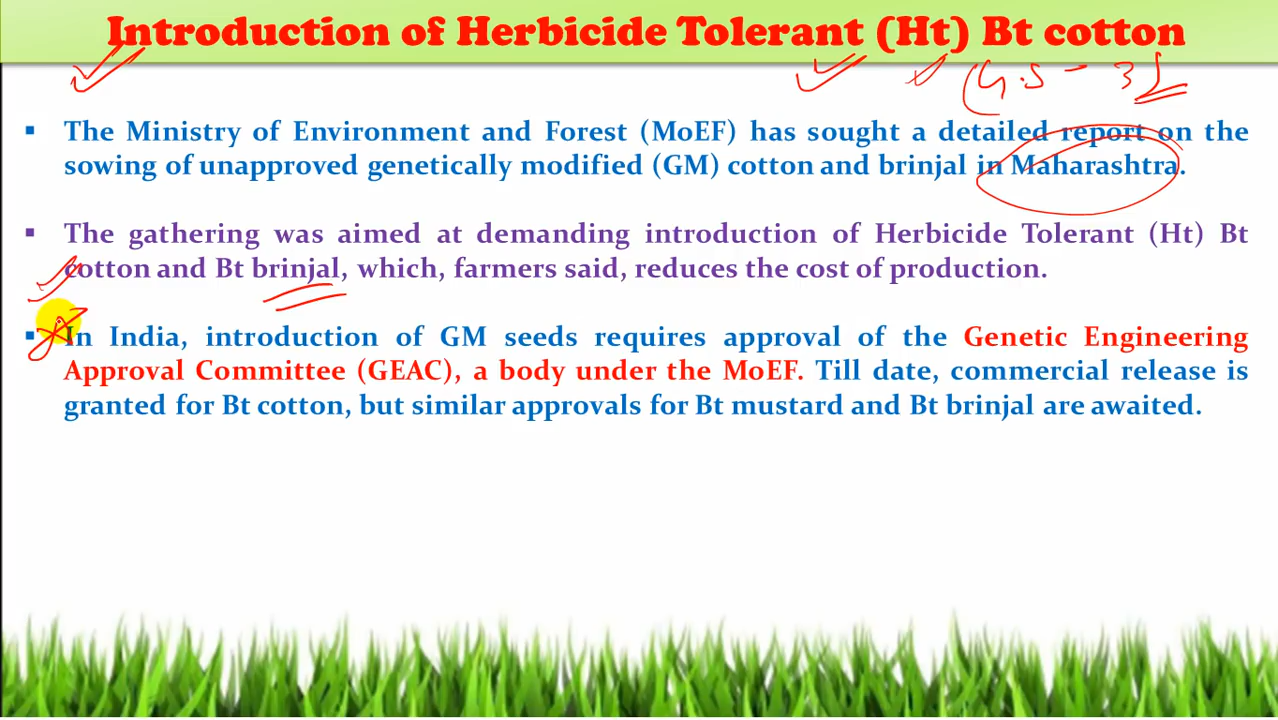 Introduction of Herbicide Tolerant (Ht) Bt cotton
(G.S - 3)
The Ministry of Environment and Forest (MoEF) has sought a detailed report on the
sowing of unapproved genetically modified (GM) cotton and brinjal in Maharashtra.
The gathering was aimed at demanding introduction of Herbicide Tolerant (Ht) Bt
cotton and Bt brinjal, which, farmers said, reduces the cost of production.
In India, introduction of GM seeds requires approval of the Genetic Engineering
Approval Committee (GEAC), a body under the MoEF. Till date, commercial release is
granted for Bt cotton, but similar approvals for Bt mustard and Bt brinjal are awaited.